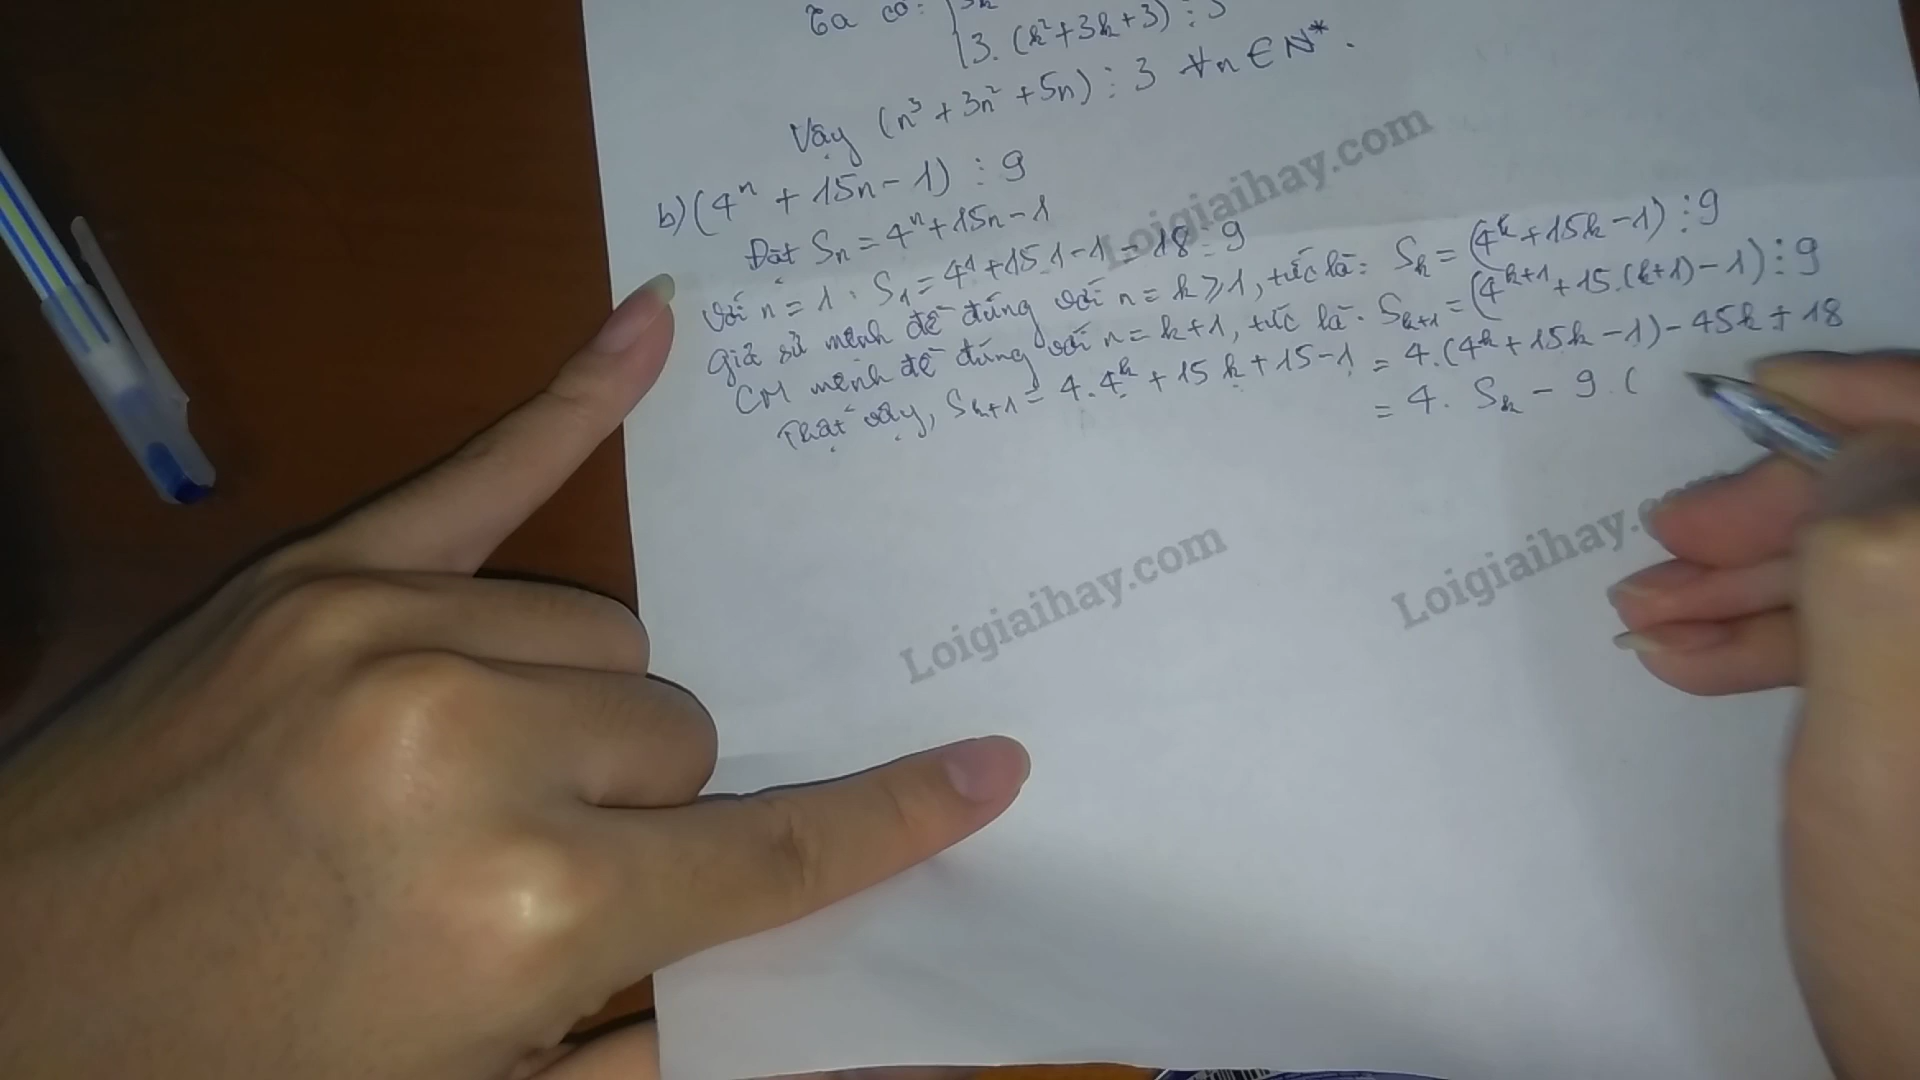 Ta có: { 3k
3.(k²+3k+3) ⋮ 3
Vậy (n³+3n²+5n) ⋮ 3 ∀n ∈ N*.
b) (4ⁿ + 15n - 1) ⋮ 9
Đặt Sₙ = 4ⁿ + 15n - 1
Với n = 1 : S₁ = 4¹ + 15.1 - 1 = 18 ⋮ 9
Giả sử mệnh đề đúng với n = k ⩾ 1, tức là: Sₖ = (4ᵏ + 15k - 1) ⋮ 9
CM mệnh đề đúng với n = k+1, tức là: Sₖ₊₁ = (4ᵏ⁺¹ + 15.(k+1) - 1) ⋮ 9
Thật vậy, Sₖ₊₁ = 4.4ᵏ + 15k + 15 - 1 = 4.(4ᵏ + 15k - 1) - 45k + 18
= 4. Sₖ - 9.(
Loigiaihay.com
Loigiaihay.com
Loigiaihay.co